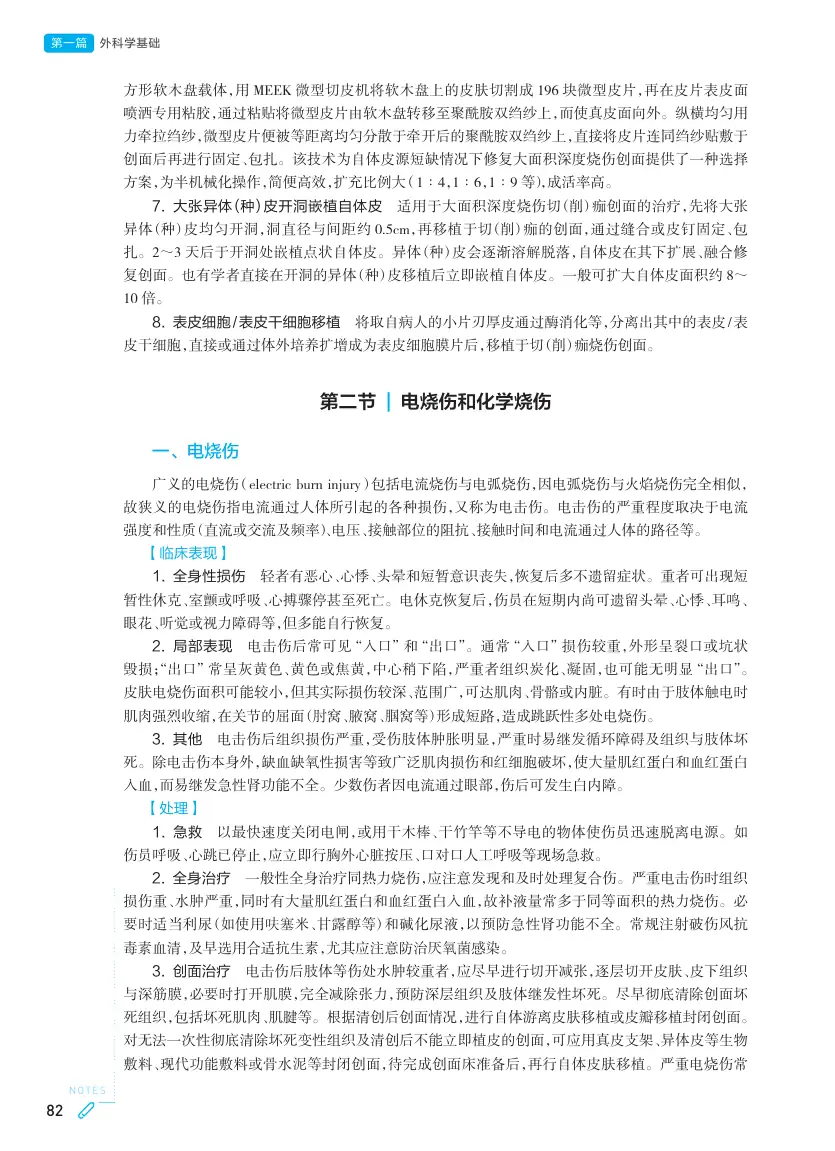 第一篇 外科学基础
方形软木盘载体，用 MEEK 微型切皮机将软木盘上的皮肤切割成 196 块微型皮片，再在皮片表皮面
喷洒专用粘胶，通过粘贴将微型皮片由软木盘转移至聚酰胺双绉纱上，而使真皮面向外。纵横均匀用
力牵拉绉纱，微型皮片便被等距离均匀分散于牵开后的聚酰胺双绉纱上，直接将皮片连同绉纱贴敷于
创面后再进行固定、包扎。该技术为自体皮源短缺情况下修复大面积深度烧伤创面提供了一种选择
方案，为半机械化操作，简便高效，扩充比例大（1∶4，1∶6，1∶9 等），成活率高。
7. 大张异体（种）皮开洞嵌植自体皮 适用于大面积深度烧伤切（削）痂创面的治疗，先将大张
异体（种）皮均匀开洞，洞直径与间距约 0.5cm，再移植于切（削）痂的创面，通过缝合或皮钉固定、包
扎。2～3 天后于开洞处嵌植点状自体皮。异体（种）皮会逐渐溶解脱落，自体皮在其下扩展、融合修
复创面。也有学者直接在开洞的异体（种）皮移植后立即嵌植自体皮。一般可扩大自体皮面积约 8～
10 倍。
8. 表皮细胞/表皮干细胞移植 将取自病人的小片刃厚皮通过酶消化等，分离出其中的表皮/表
皮干细胞，直接或通过体外培养扩增成为表皮细胞膜片后，移植于切（削）痂烧伤创面。
第二节 | 电烧伤和化学烧伤
一、电烧伤
广义的电烧伤（electric burn injury）包括电流烧伤与电弧烧伤，因电弧烧伤与火焰烧伤完全相似，
故狭义的电烧伤指电流通过人体所引起的各种损伤，又称为电击伤。电击伤的严重程度取决于电流
强度和性质（直流或交流及频率）、电压、接触部位的阻抗、接触时间和电流通过人体的路径等。
【临床表现】
1. 全身性损伤 轻者有恶心、心悸、头晕和短暂意识丧失，恢复后多不遗留症状。重者可出现短
暂性休克、室颤或呼吸、心搏骤停甚至死亡。电休克恢复后，伤员在短期内尚可遗留头晕、心悸、耳鸣、
眼花、听觉或视力障碍等，但多能自行恢复。
2. 局部表现 电击伤后常可见“入口”和“出口”。通常“入口”损伤较重，外形呈裂口或坑状
毁损；“出口”常呈灰黄色、黄色或焦黄，中心稍下陷，严重者组织炭化、凝固，也可能无明显“出口”。
皮肤电烧伤面积可能较小，但其实际损伤较深、范围广，可达肌肉、骨骼或内脏。有时由于肢体触电时
肌肉强烈收缩，在关节的屈面（肘窝、腋窝、腘窝等）形成短路，造成跳跃性多处电烧伤。
3. 其他 电击伤后组织损伤严重，受伤肢体肿胀明显，严重时易继发循环障碍及组织与肢体坏
死。除电击伤本身外，缺血缺氧性损害等致广泛肌肉损伤和红细胞破坏，使大量肌红蛋白和血红蛋白
入血，而易继发急性肾功能不全。少数伤者因电流通过眼部，伤后可发生白内障。
【处理】
1. 急救 以最快速度关闭电闸，或用干木棒、干竹竿等不导电的物体使伤员迅速脱离电源。如
伤员呼吸、心跳已停止，应立即行胸外心脏按压、口对口人工呼吸等现场急救。
2. 全身治疗 一般性全身治疗同热力烧伤，应注意发现和及时处理复合伤。严重电击伤时组织
损伤重、水肿严重，同时有大量肌红蛋白和血红蛋白入血，故补液量常多于同等面积的热力烧伤。必
要时适当利尿（如使用呋塞米、甘露醇等）和碱化尿液，以预防急性肾功能不全。常规注射破伤风抗
毒素血清，及早选用合适抗生素，尤其应注意防治厌氧菌感染。
3. 创面治疗 电击伤后肢体等伤处水肿较重者，应尽早进行切开减张，逐层切开皮肤、皮下组织
与深筋膜，必要时打开肌膜，完全减除张力，预防深层组织及肢体继发性坏死。尽早彻底清除创面坏
死组织，包括坏死肌肉、肌腱等。根据清创后创面情况，进行自体游离皮肤移植或皮瓣移植封闭创面。
对无法一次性彻底清除坏死变性组织及清创后不能立即植皮的创面，可应用真皮支架、异体皮等生物
敷料、现代功能敷料或骨水泥等封闭创面，待完成创面床准备后，再行自体皮肤移植。严重电烧伤常
NOTES
82